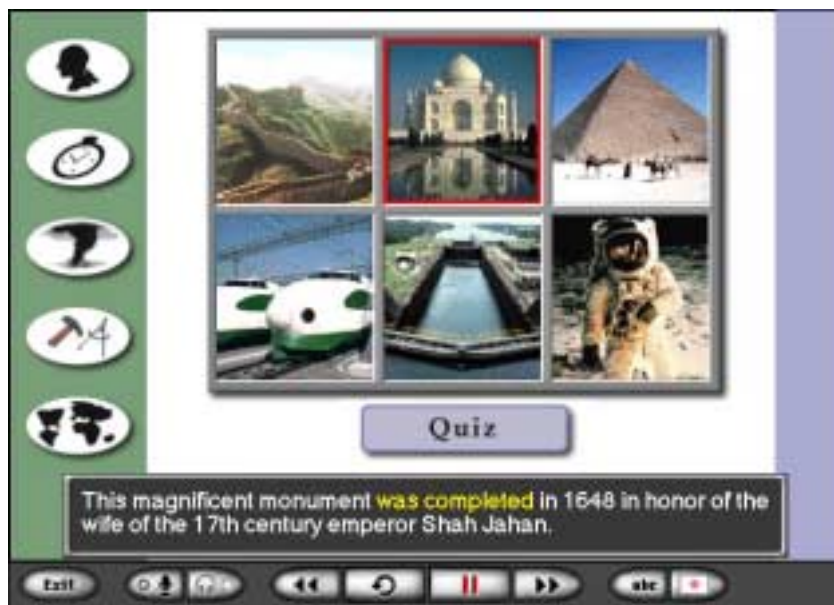 Quiz
This magnificent monument was completed in 1648 in honor of the
wife of the 17th century emperor Shah Jahan.
Exit
abc